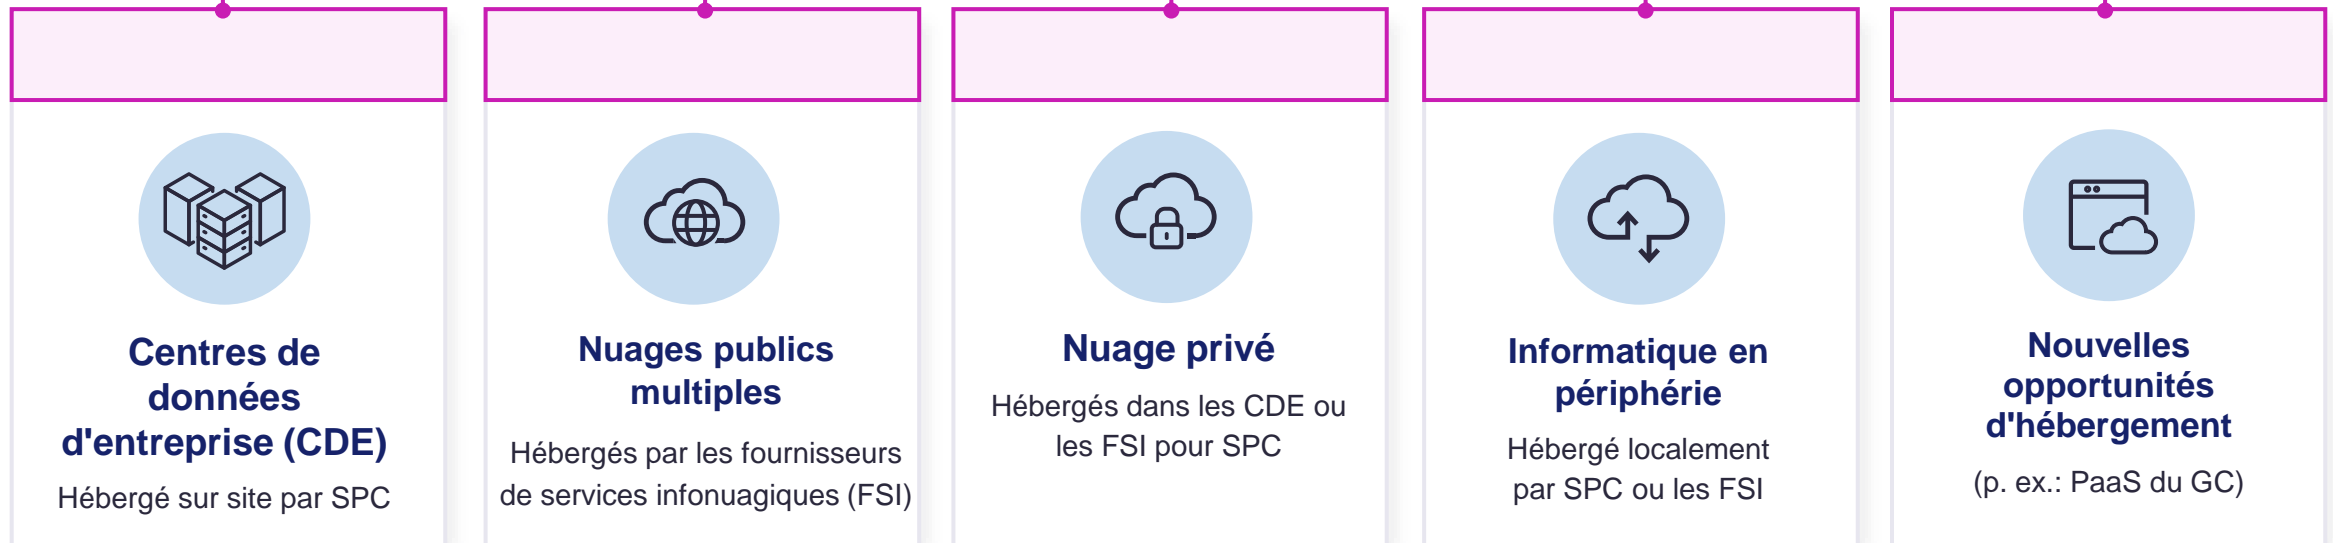 Centres de
données
d'entreprise (CDE)
Hébergé sur site par SPC
Nuages publics
multiples
Hébergés par les fournisseurs
de services infonuagiques (FSI)
Nuage privé
Hébergés dans les CDE ou
les FSI pour SPC
Informatique en
périphérie
Hébergé localement
par SPC ou les FSI
Nouvelles
opportunités
d'hébergement
(p. ex.: PaaS du GC)